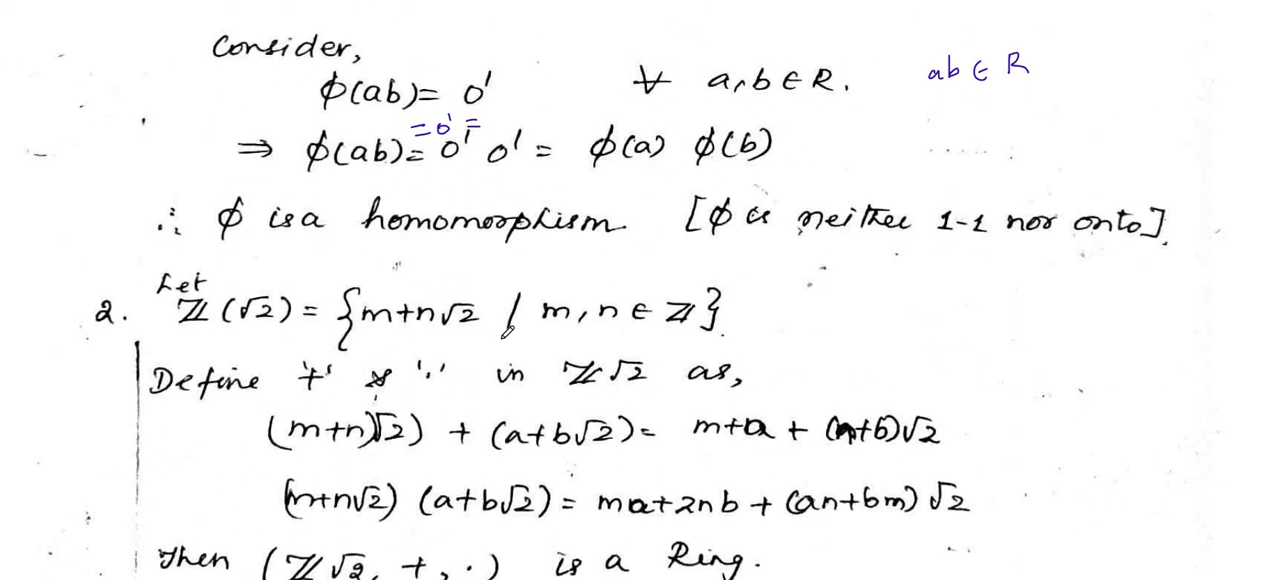 Consider,
ϕ(ab) = 0' ∀ a,b ∈ R. ab ∈ R
= 0' =
⇒ ϕ(ab) = 0' 0' = ϕ(a) ϕ(b)
∴ ϕ is a homomorphism. [ϕ is neither 1-1 nor onto].
Let
2. ℤ(√2) = {m+n√2 / m, n ∈ ℤ}
Define '+' & '.' in ℤ√2 as,
(m+n)√2) + (a+b√2) = m+a + (n+b)√2
(m+n√2) (a+b√2) = ma+2nb + (an+bm)√2
Then (ℤ√2, +, .) is a Ring.